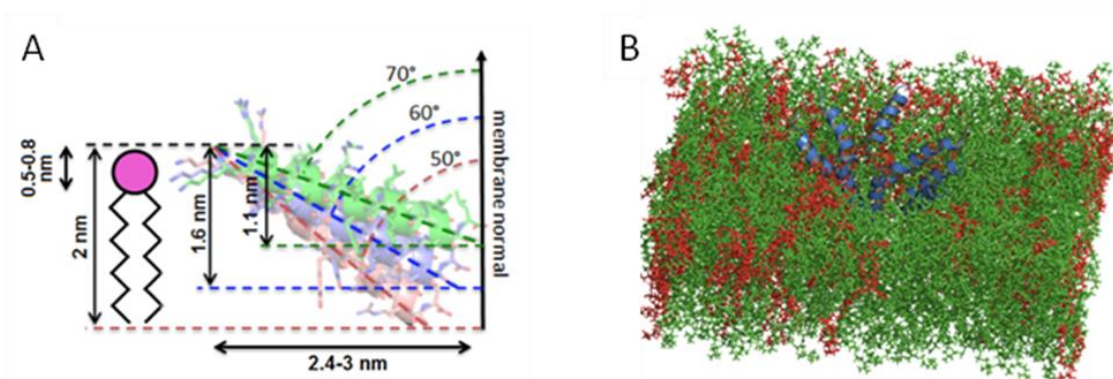 A
B
70°
60°
50°
0.5-0.8
nm
2 nm
1.6 nm
1.1 nm
membrane normal
2.4-3 nm